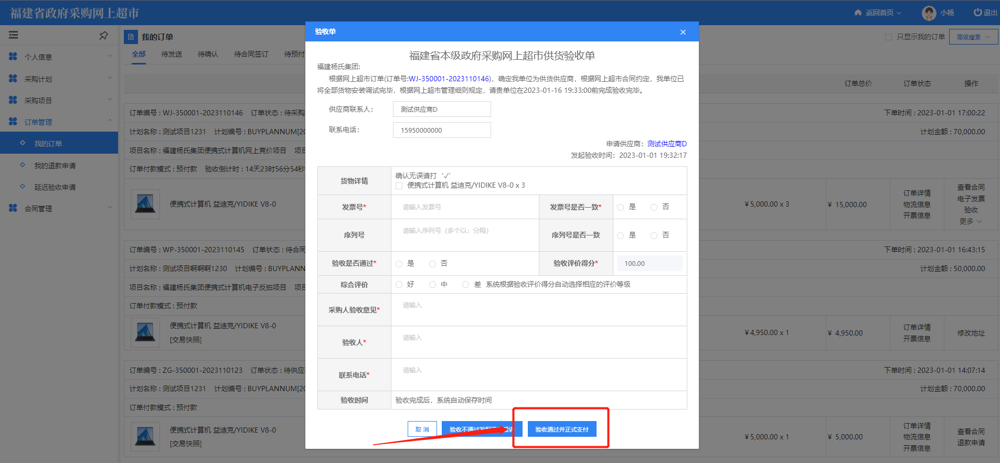 福建省政府采购网上超市
返回首页
小杨
退出
个人信息
采购计划
采购项目
订单管理
我的订单
我的退款申请
延迟验收申请
合同管理
我的订单
只显示我的订单
高级搜索
全部 待发送 待确认 待合同签订 待预付
订单总价 订单状态 操作
订单编号 : WJ-350001-2023110146 订单状态 : 待采购
下单时间 : 2023-01-01 17:00:22
计划名称 : 测试项目1231 计划编号 : BUYPLANNUM[20
计划金额 : 70,000.00
项目名称 : 福建杨氏集团便携式计算机网上竞价项目 项目
订单付款模式 : 预付款 验收倒计时 : 14天23时56分54秒
便携式计算机 益迪克/YIDIKE V8-0
¥ 5,000.00 x 3
¥ 15,000.00
订单详情
物流信息
开票信息
查看合同
电子发票
验收
更多
订单编号 : WP-350001-2023110145 订单状态 : 待合同
下单时间 : 2023-01-01 16:43:15
计划名称 : 测试项目啊啊啊1230 计划编号 : BUYPLANN
计划金额 : 50,000.00
项目名称 : 福建杨氏集团便携式计算机电子反拍项目 项目
订单付款模式 : 预付款
便携式计算机 益迪克/YIDIKE V8-0
[交易快照]
¥ 4,950.00 x 1
¥ 4,950.00
订单详情
开票信息
修改地址
订单编号 : ZG-350001-2023110123 订单状态 : 待供应
下单时间 : 2023-01-01 14:07:14
计划名称 : 测试项目1231 计划编号 : BUYPLANNUM[20
计划金额 : 70,000.00
订单付款模式 : 预付款
便携式计算机 益迪克/YIDIKE V8-0
[交易快照]
¥ 5,000.00 x 1
¥ 5,000.00
订单详情
物流信息
开票信息
查看合同
退款申请
验收单
福建省本级政府采购网上超市供货验收单
福建杨氏集团:
根据网上超市订单(订单号:WJ-350001-2023110146)，确定我单位为供货供应商，根据网上超市合同约定，我单位已
将全部货物安装调试完毕，根据网上超市管理细则规定，请贵单位在2023-01-16 19:33:00前完成验收完毕。
供应商联系人： 测试供应商D
联系电话： 15950000000
申请供应商：测试供应商D
发起验收时间：2023-01-01 19:32:17
货物详情
确认无误请打‘√’
便携式计算机 益迪克/YIDIKE V8-0 x 3
发票号* 请输入发票号 发票号是否一致* 是 否
序列号 请输入序列号（多个以；分隔） 序列号是否一致 是 否
验收是否通过* 是 否 验收评价得分* 100.00
综合评价 好 中 差 系统根据验收评价得分自动选择相应的评价等级
采购人验收意见* 请输入
验收人* 请输入
联系电话* 请输入
验收时间 验收完成后，系统自动保存时间
取 消
验收不通过发起 投诉
验收通过并正式支付